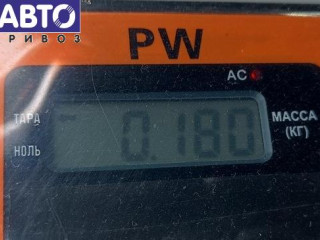 АВТО
ПРИВОЗ
PW
AC
ТАРА
0.180
МАССА
(КГ)
НОЛЬ